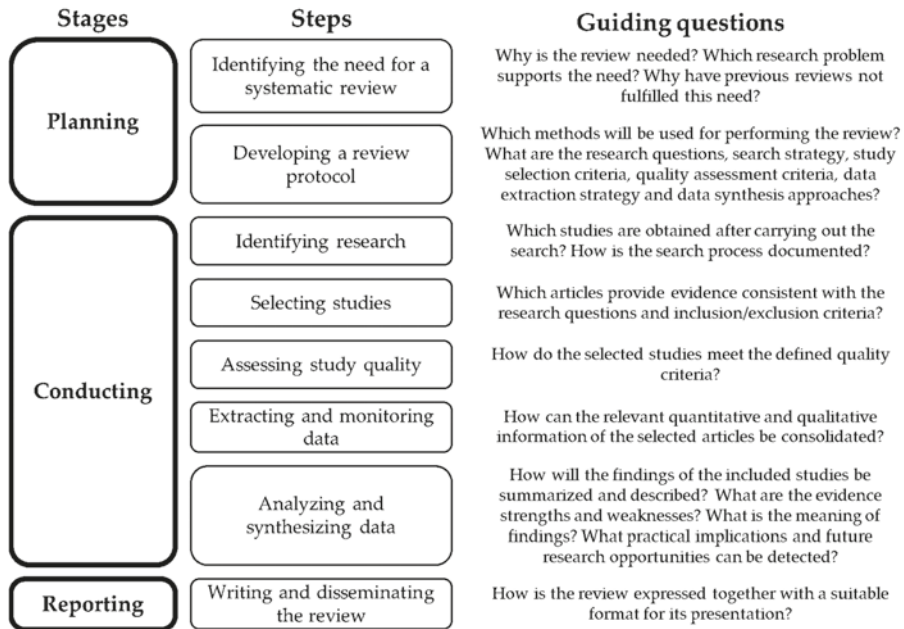 Stages Steps Guiding questions
Planning
Identifying the need for a
systematic review
Why is the review needed? Which research problem
supports the need? Why have previous reviews not
fulfilled this need?
Developing a review
protocol
Which methods will be used for performing the review?
What are the research questions, search strategy, study
selection criteria, quality assessment criteria, data
extraction strategy and data synthesis approaches?
Conducting
Identifying research
Which studies are obtained after carrying out the
search? How is the search process documented?
Selecting studies
Which articles provide evidence consistent with the
research questions and inclusion/exclusion criteria?
Assessing study quality
How do the selected studies meet the defined quality
criteria?
Extracting and monitoring
data
How can the relevant quantitative and qualitative
information of the selected articles be consolidated?
Analyzing and
synthesizing data
How will the findings of the included studies be
summarized and described? What are the evidence
strengths and weaknesses? What is the meaning of
findings? What practical implications and future
research opportunities can be detected?
Reporting
Writing and disseminating
the review
How is the review expressed together with a suitable
format for its presentation?